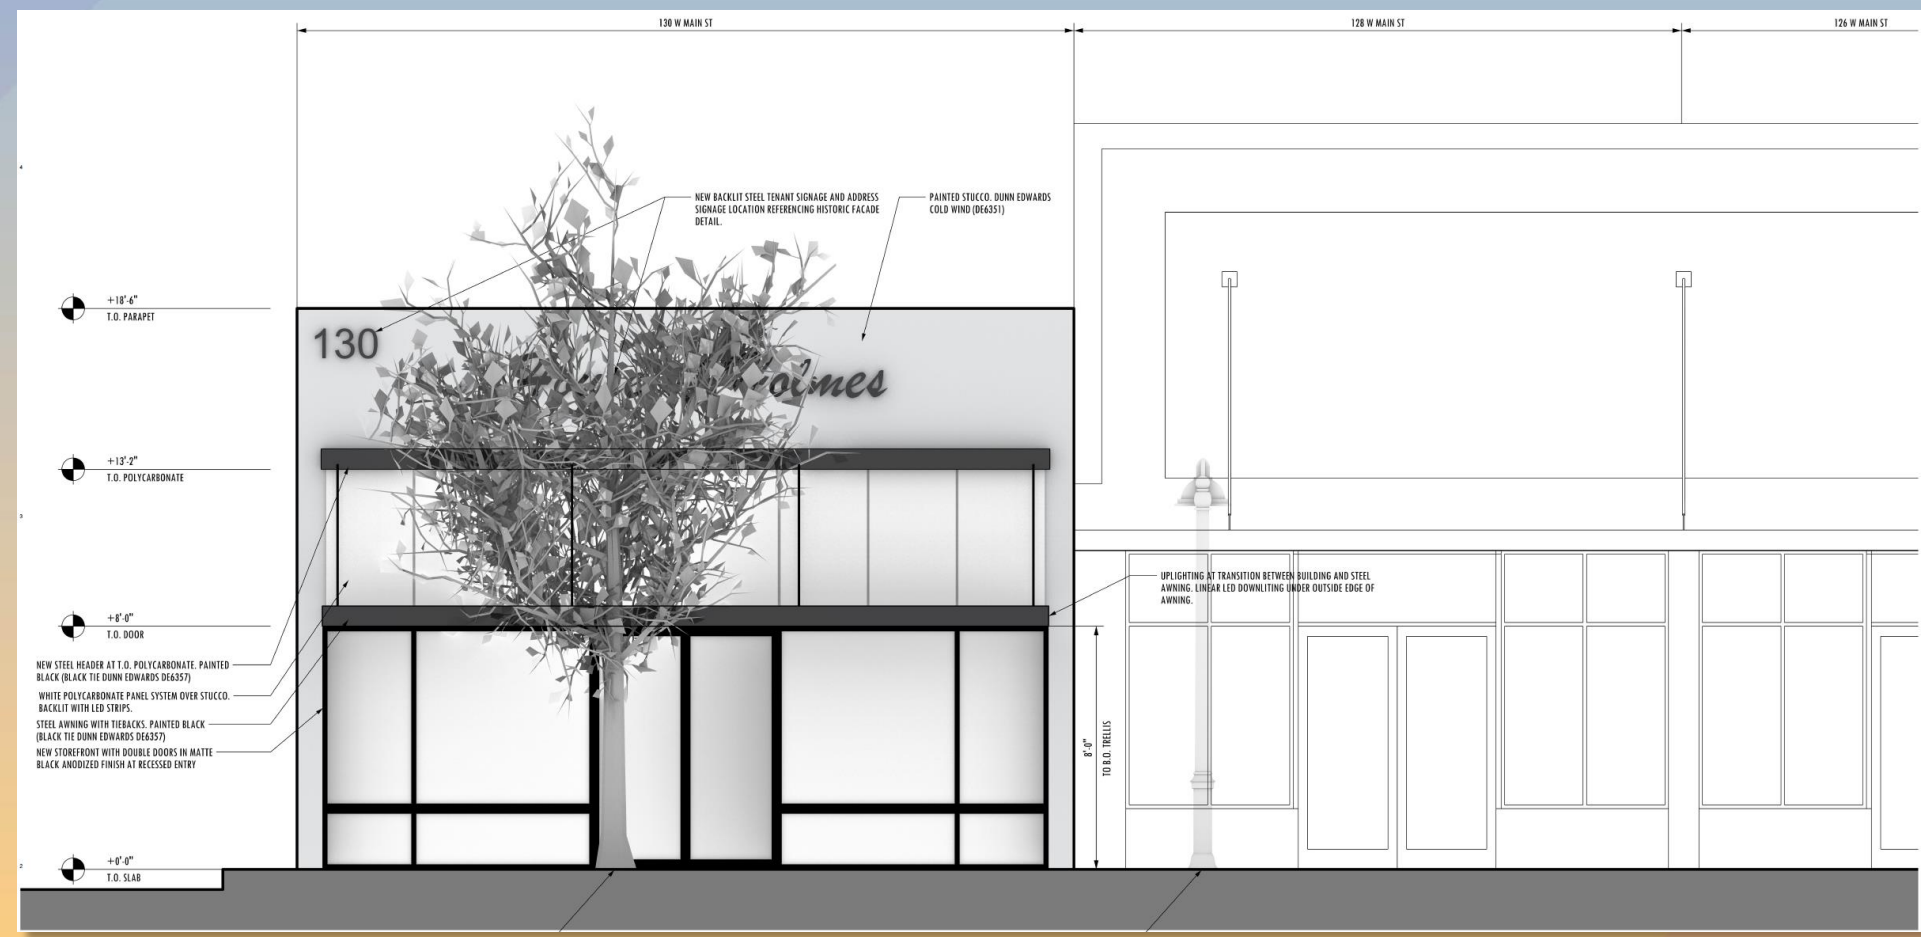 130 W MAIN ST
128 W MAIN ST
126 W MAIN ST
NEW BACKLIT STEEL TENANT SIGNAGE AND ADDRESS
SIGNAGE LOCATION REFERENCING HISTORIC FACADE
DETAIL.
PAINTED STUCCO. DUNN EDWARDS
COLD WIND (DE6351)
+18'-6"
T.O. PARAPET
130
+13'-2"
T.O. POLYCARBONATE
UPLIGHTING AT TRANSITION BETWEEN BUILDING AND STEEL
AWNING. LINEAR LED DOWNLITING UNDER OUTSIDE EDGE OF
AWNING.
+8'-0"
T.O. DOOR
NEW STEEL HEADER AT T.O. POLYCARBONATE. PAINTED
BLACK (BLACK TIE DUNN EDWARDS DE6357)
WHITE POLYCARBONATE PANEL SYSTEM OVER STUCCO.
BACKLIT WITH LED STRIPS.
STEEL AWNING WITH TIEBACKS. PAINTED BLACK
(BLACK TIE DUNN EDWARDS DE6357)
NEW STOREFRONT WITH DOUBLE DOORS IN MATTE
BLACK ANODIZED FINISH AT RECESSED ENTRY
8'-0"
TO B.O. TRELLIS
+0'-0"
T.O. SLAB